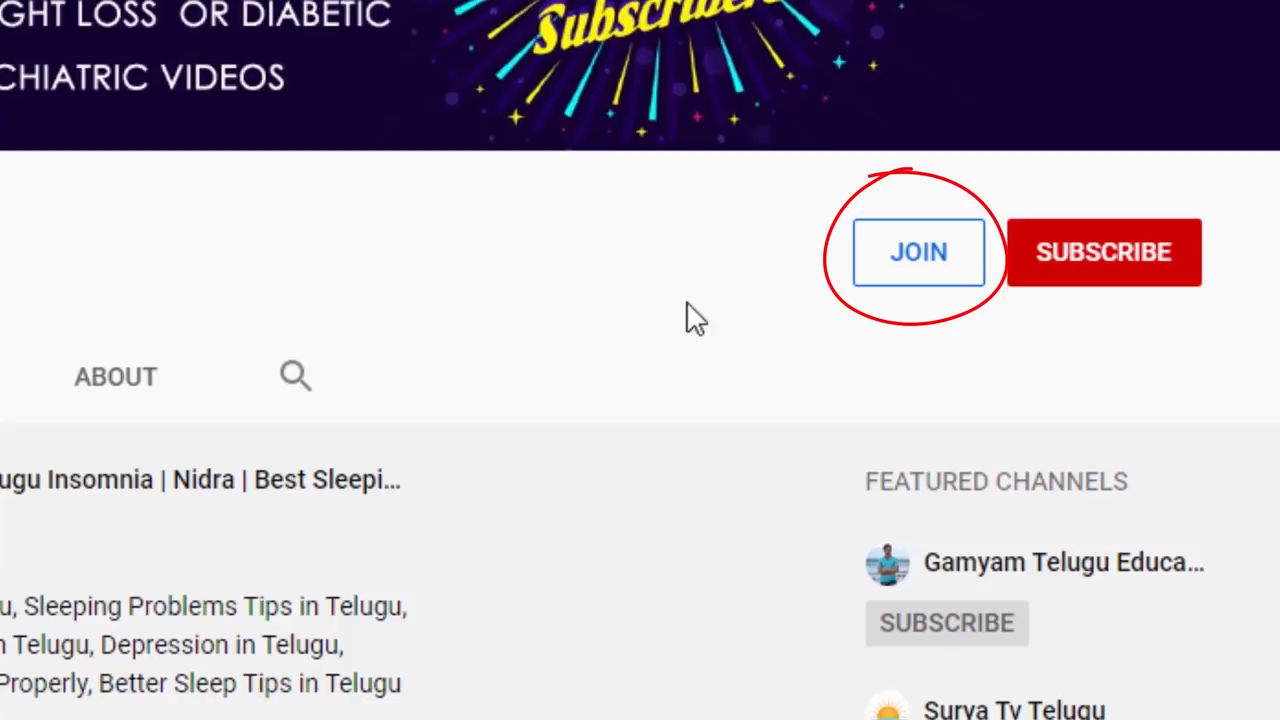 GHT LOSS OR DIABETIC
Subscribers
CHIATRIC VIDEOS
JOIN
SUBSCRIBE
ABOUT
ugu Insomnia | Nidra | Best Sleepi...
FEATURED CHANNELS
Gamyam Telugu Educa...
u, Sleeping Problems Tips in Telugu,
SUBSCRIBE
n Telugu, Depression in Telugu,
Properly, Better Sleep Tips in Telugu
Surya Tv Telugu